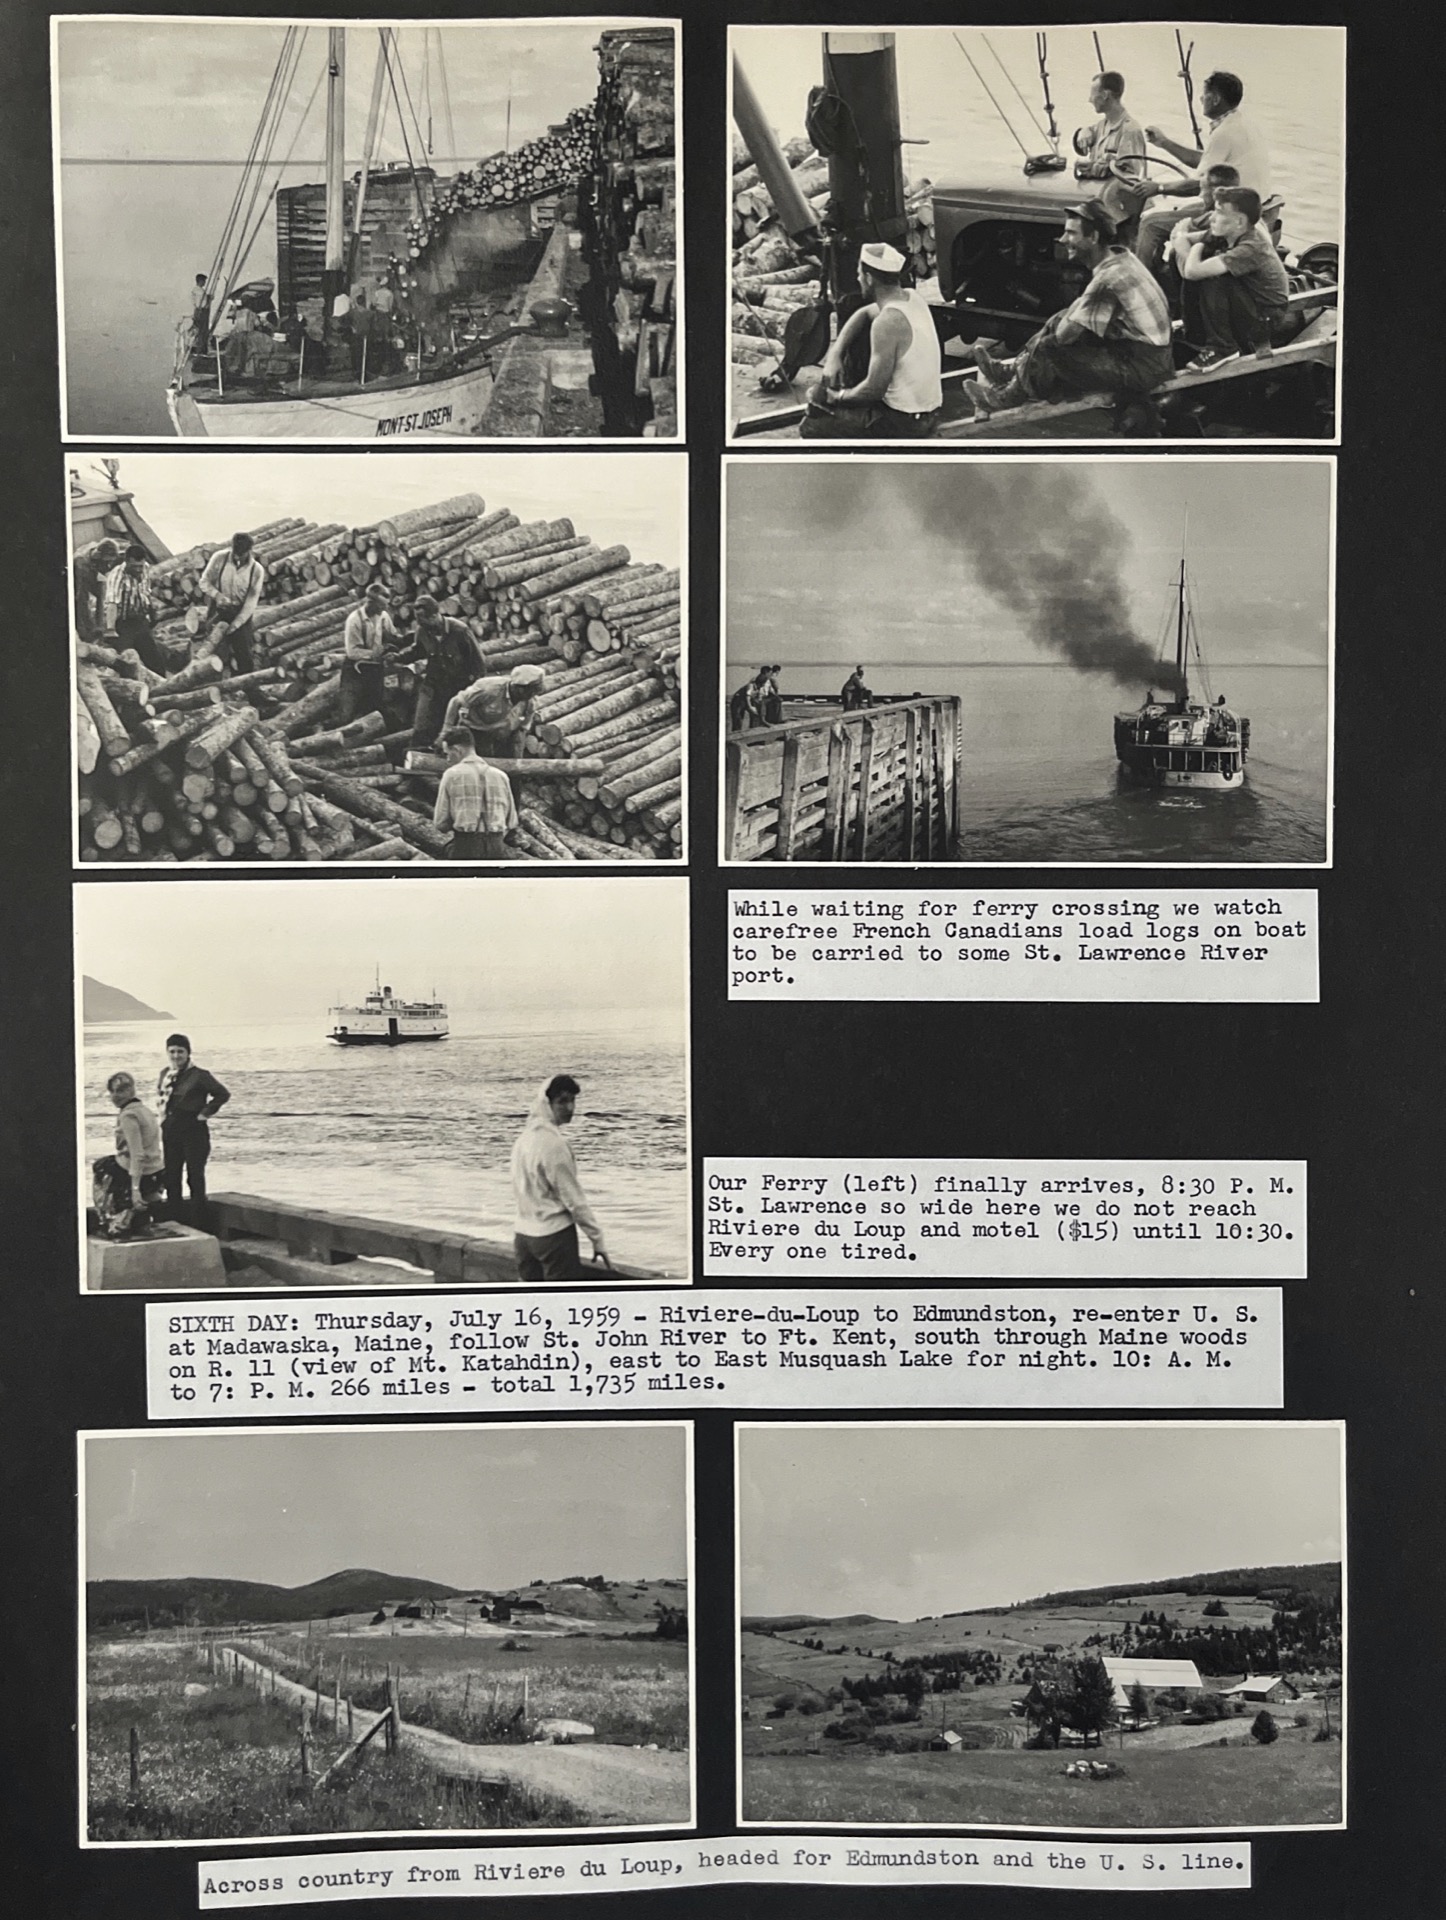 MONT-ST.JOSEPH
While waiting for ferry crossing we watch
carefree French Canadians load logs on boat
to be carried to some St. Lawrence River
port.
Our Ferry (left) finally arrives, 8:30 P. M.
St. Lawrence so wide here we do not reach
Riviere du Loup and motel ($15) until 10:30.
Every one tired.
SIXTH DAY: Thursday, July 16, 1959 - Riviere-du-Loup to Edmundston, re-enter U. S.
at Madawaska, Maine, follow St. John River to Ft. Kent, south through Maine woods
on R. 11 (view of Mt. Katahdin), east to East Musquash Lake for night. 10: A. M.
to 7: P. M. 266 miles - total 1,735 miles.
Across country from Riviere du Loup, headed for Edmundston and the U. S. line.